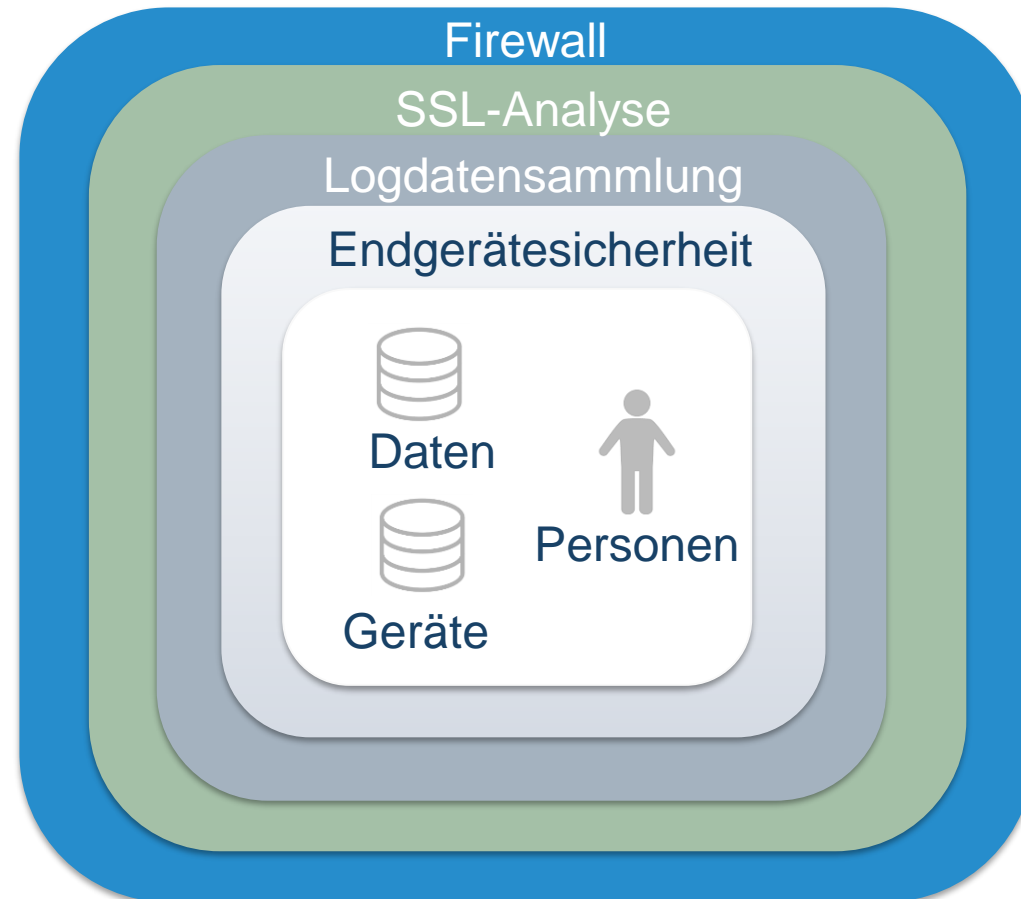 Firewall
SSL-Analyse
Logdatensammlung
Endgerätesicherheit
Daten
Personen
Geräte